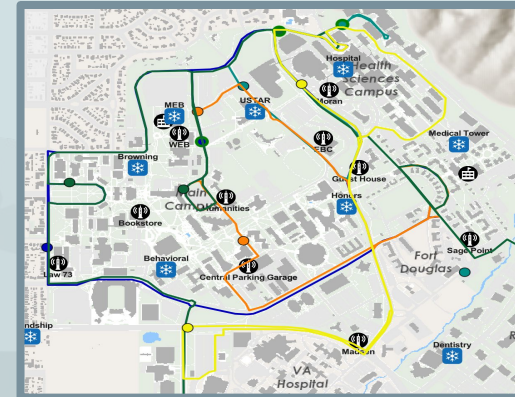 Hospital
Health
Sciences
Campus
Moran
MEB
USTAR
WEB
EBC
Medical Tower
Browning
Guest House
Main
Campus
Humanities
Honors
Bookstore
Sage Point
Behavioral
Fort
Douglas
Law 73
Central Parking Garage
ndship
Madsen
Dentistry
R
VA
Hospital